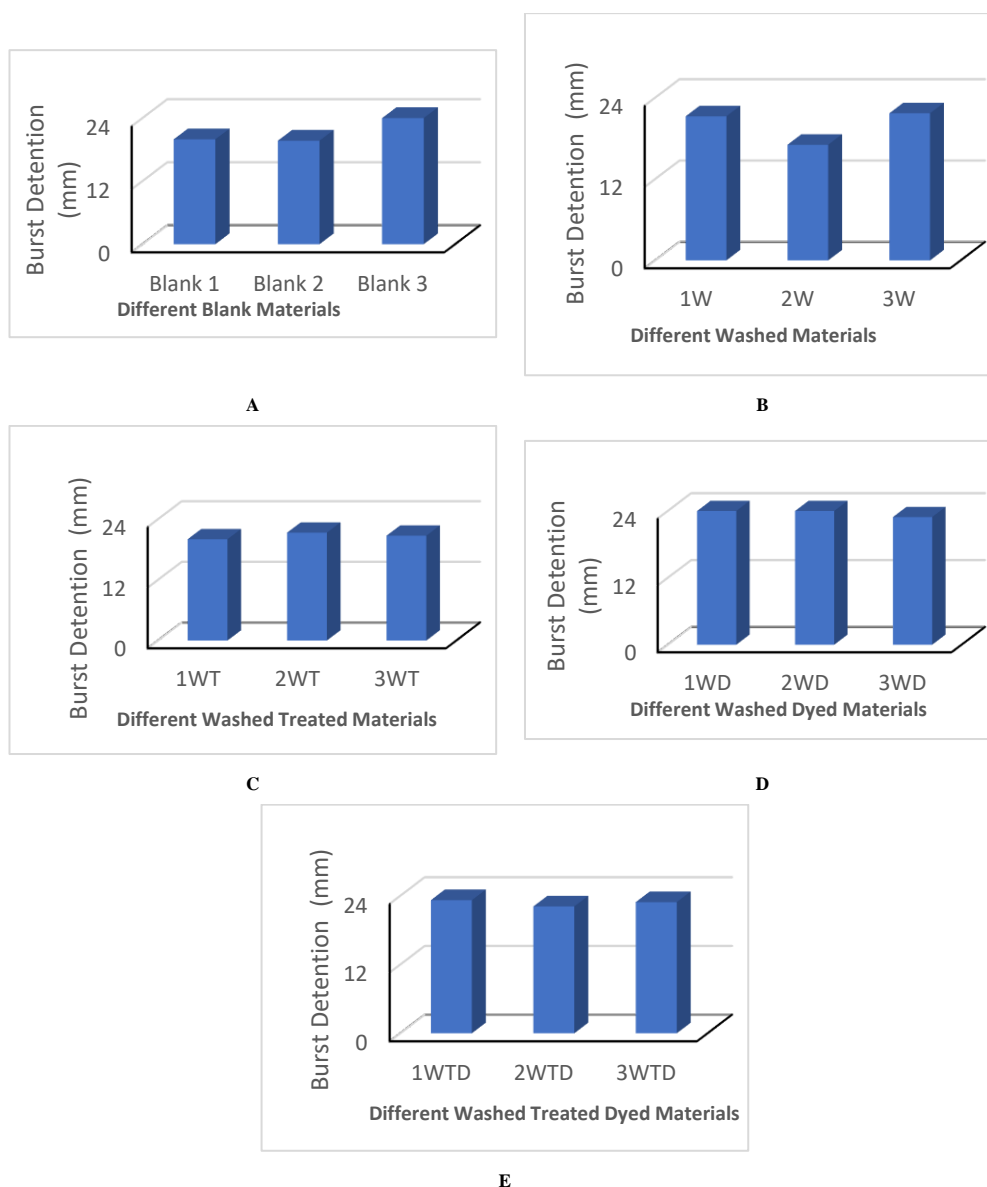 Burst Detention
(mm)
24
12
0
Blank 1 Blank 2 Blank 3
Different Blank Materials
A
Burst Detention (mm)
24
12
0
1W 2W 3W
Different Washed Materials
B
Burst Detention (mm)
24
12
0
1WT 2WT 3WT
Different Washed Treated Materials
C
Burst Detention
(mm)
24
12
0
1WD 2WD 3WD
Different Washed Dyed Materials
D
Burst Detention (mm)
24
12
0
1WTD 2WTD 3WTD
Different Washed Treated Dyed Materials
E